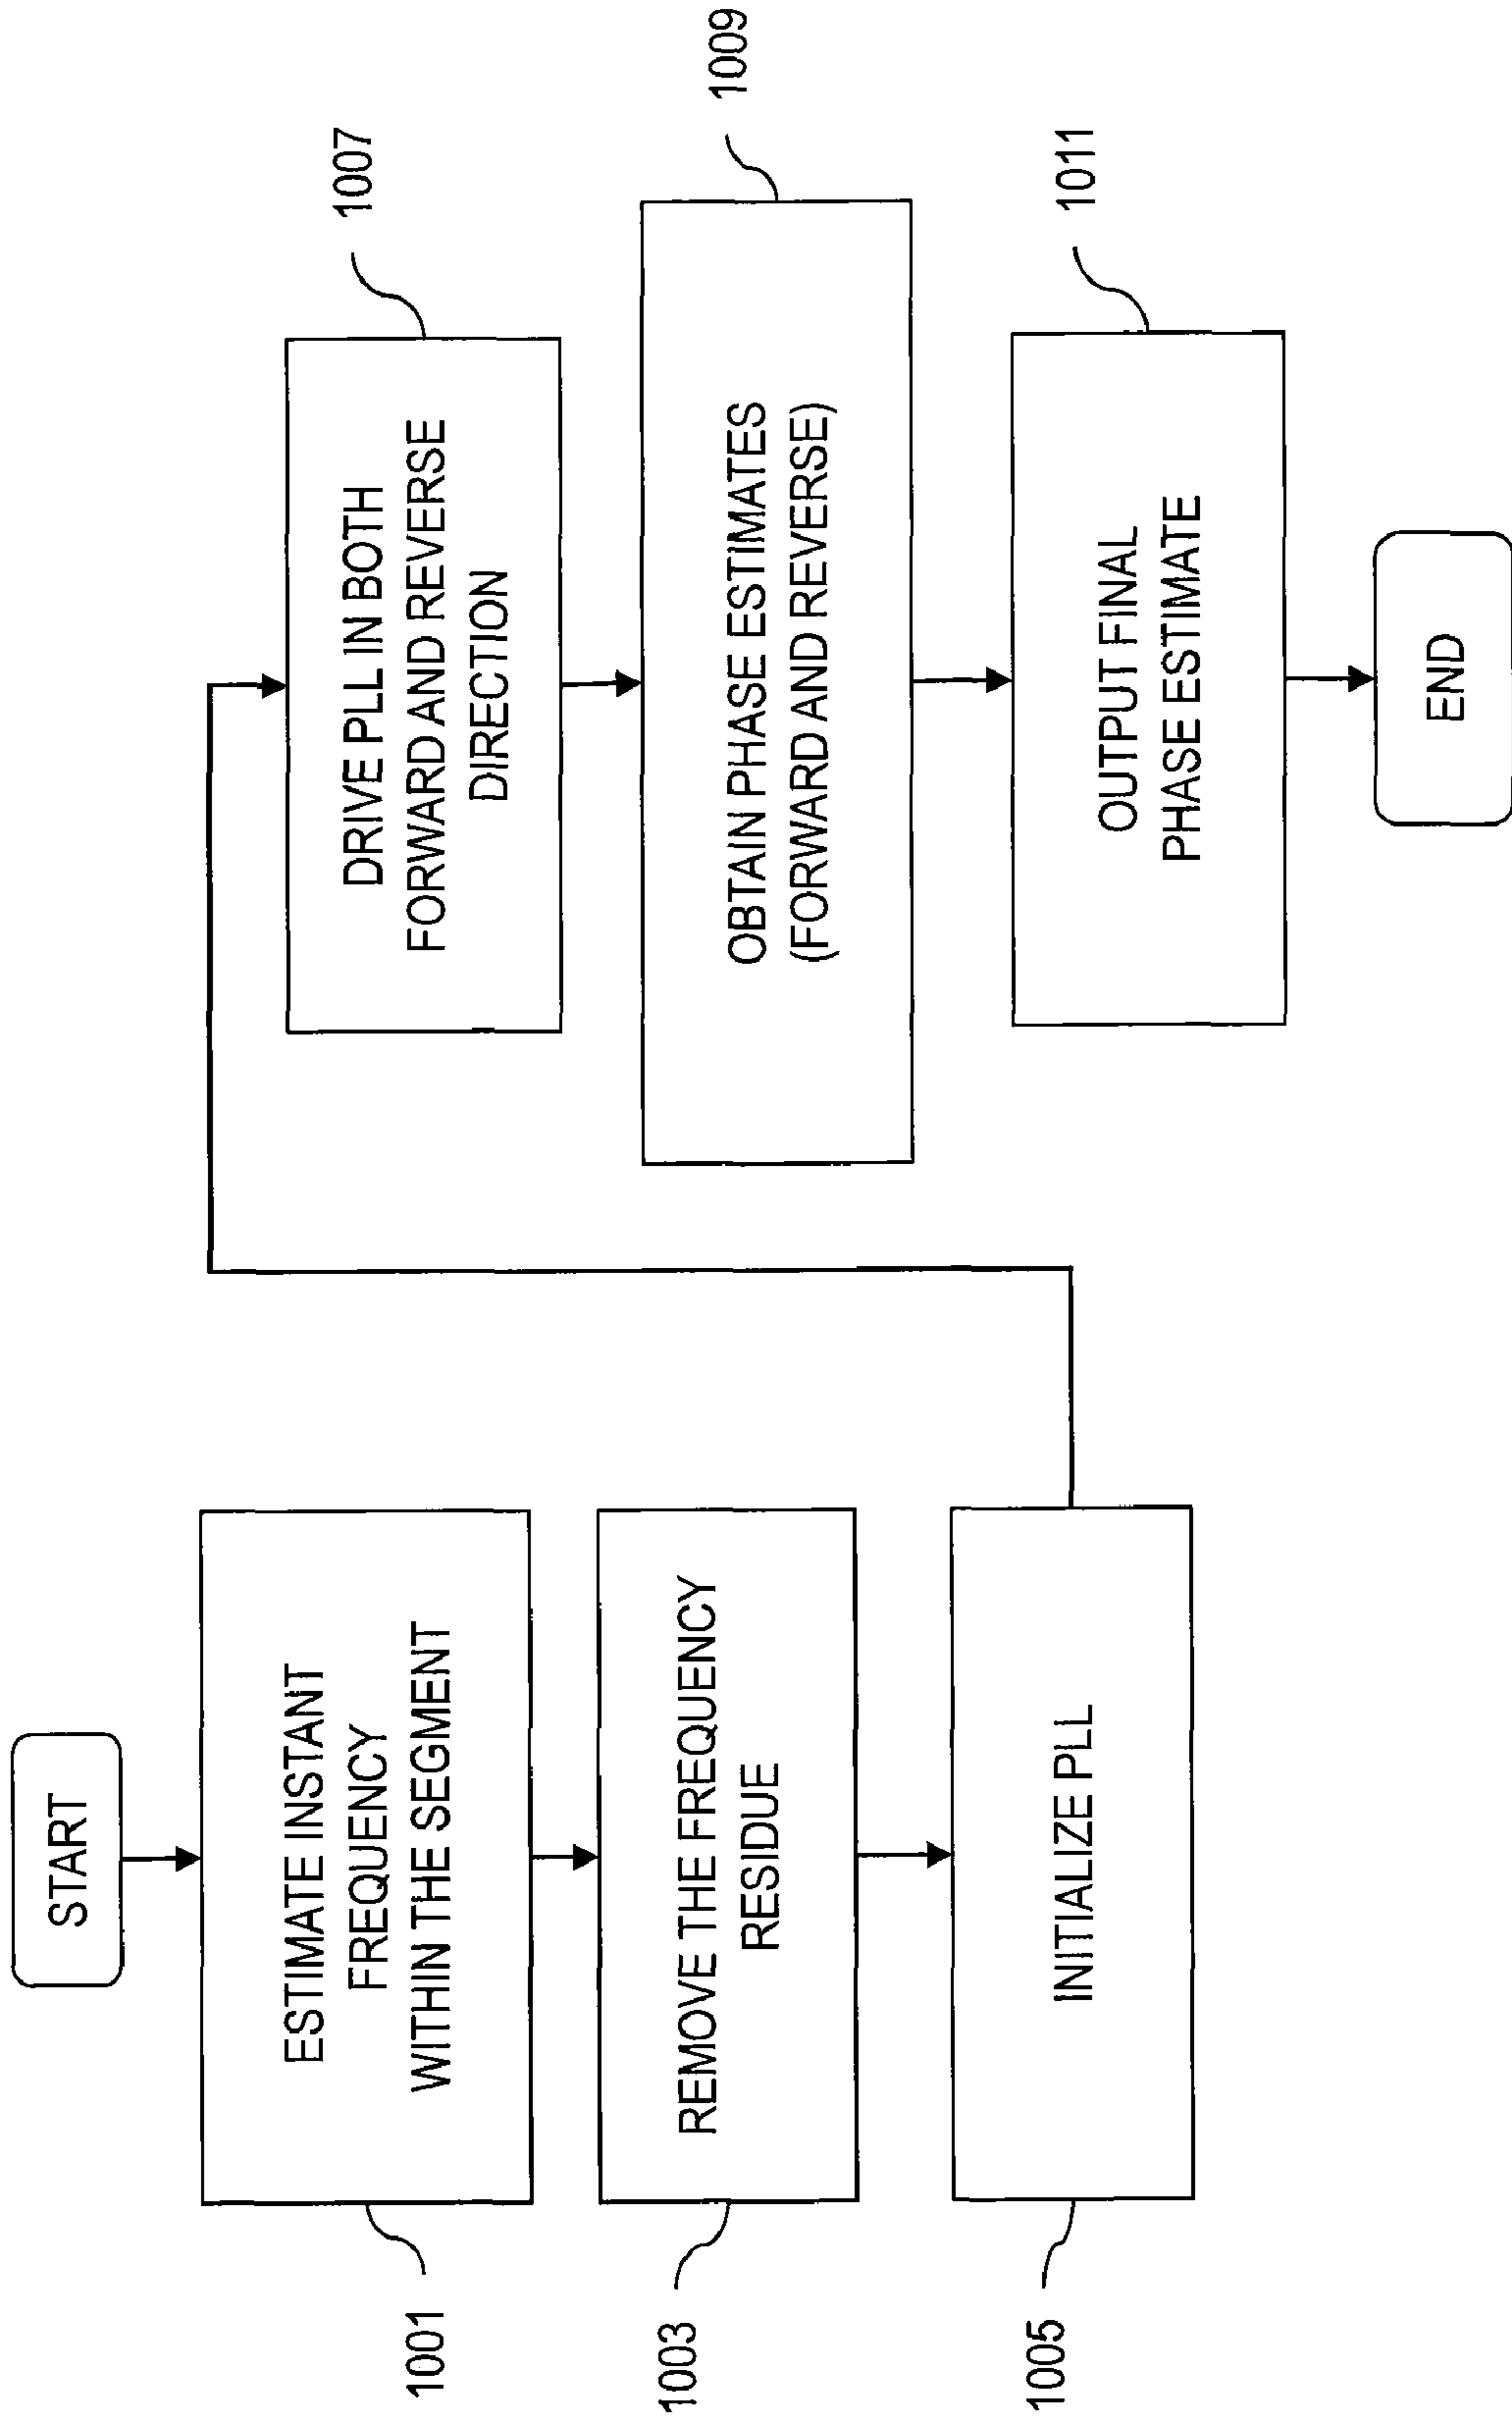 START
ESTIMATE INSTANT
FREQUENCY
WITHIN THE SEGMENT
1001
REMOVE THE FREQUENCY
RESIDUE
1003
INITIALIZE PLL
1005
DRIVE PLL IN BOTH
FORWARD AND REVERSE
DIRECTION
1007
OBTAIN PHASE ESTIMATES
(FORWARD AND REVERSE)
1009
OUTPUT FINAL
PHASE ESTIMATE
1011
END